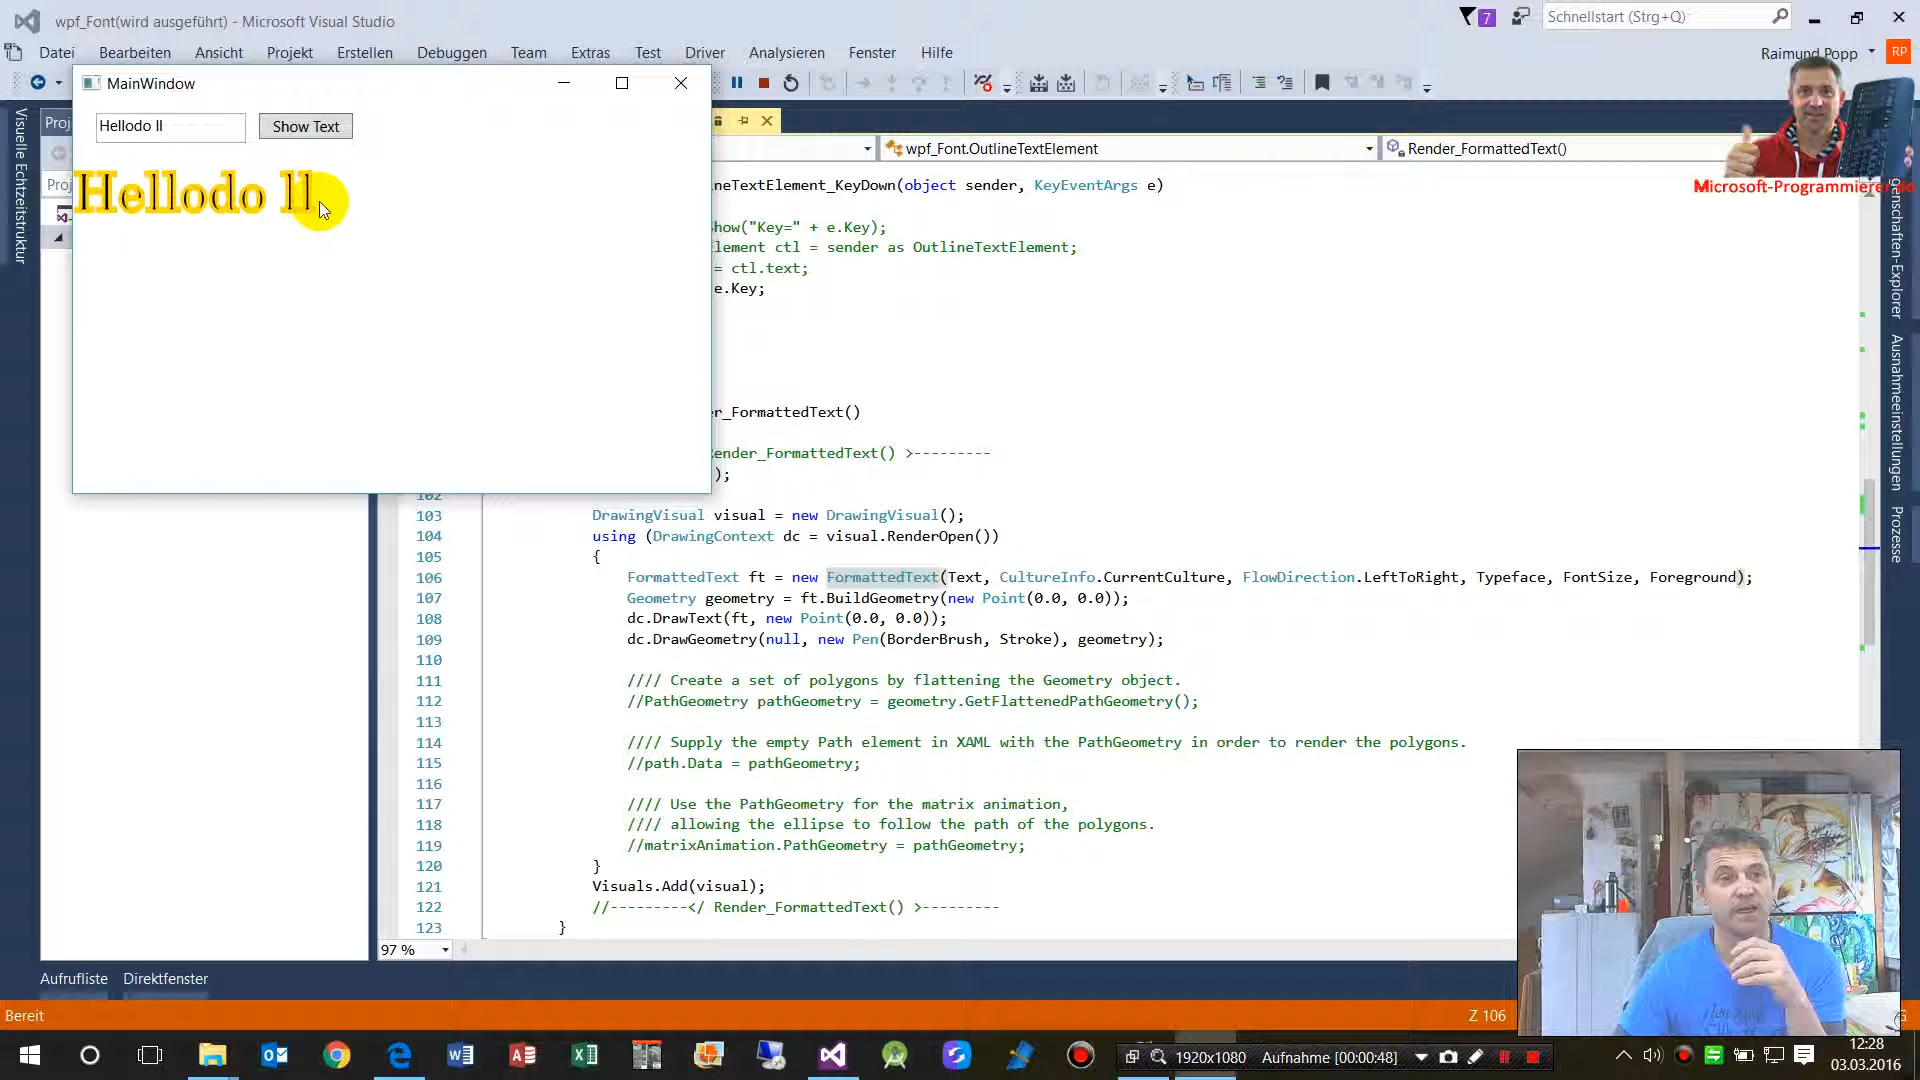 wpf_Font(wird ausgeführt) - Microsoft Visual Studio
7
Schnellstart (Strg+Q)
Datei Bearbeiten Ansicht Projekt Erstellen Debuggen Team Extras Test Driver Analysieren Fenster Hilfe
Raimund Popp
RP
MainWindow
Hellodo ll
Show Text
Hellodo ll
Visuelle Echtzeitstruktur
Proj
Proj
wpf_Font.OutlineTextElement
Render_FormattedText()
Microsoft-Programmierer.de
ineTextElement_KeyDown(object sender, KeyEventArgs e)
Show("Key=" + e.Key);
Element ctl = sender as OutlineTextElement;
= ctl.text;
e.Key;
r_FormattedText()
Render_FormattedText() >---------
);
102
103 DrawingVisual visual = new DrawingVisual();
104 using (DrawingContext dc = visual.RenderOpen())
105 {
106 FormattedText ft = new FormattedText(Text, CultureInfo.CurrentCulture, FlowDirection.LeftToRight, Typeface, FontSize, Foreground);
107 Geometry geometry = ft.BuildGeometry(new Point(0.0, 0.0));
108 dc.DrawText(ft, new Point(0.0, 0.0));
109 dc.DrawGeometry(null, new Pen(BorderBrush, Stroke), geometry);
110
111 //// Create a set of polygons by flattening the Geometry object.
112 //PathGeometry pathGeometry = geometry.GetFlattenedPathGeometry();
113
114 //// Supply the empty Path element in XAML with the PathGeometry in order to render the polygons.
115 //path.Data = pathGeometry;
116
117 //// Use the PathGeometry for the matrix animation,
118 //// allowing the ellipse to follow the path of the polygons.
119 //matrixAnimation.PathGeometry = pathGeometry;
120 }
121 Visuals.Add(visual);
122 //---------</ Render_FormattedText() >---------
123 }
enschaften-Explorer
Ausnahmeeinstellungen
Prozesse
97 %
Aufrufliste Direktfenster
Bereit
Z 106
1920x1080 Aufnahme [00:00:48]
12:28
03.03.2016